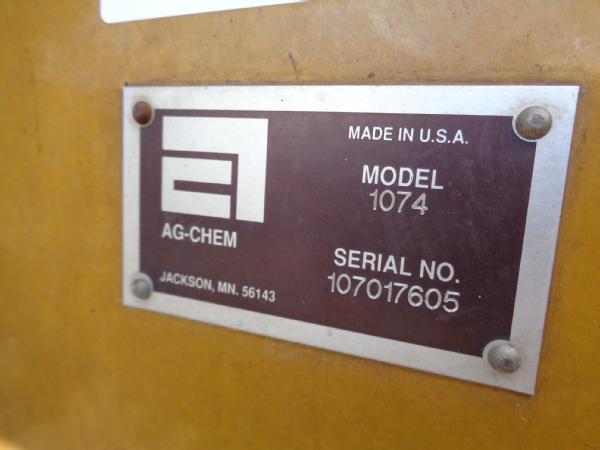 AG-CHEM
JACKSON, MN. 56143
MADE IN U.S.A.
MODEL
1074
SERIAL NO.
107017605